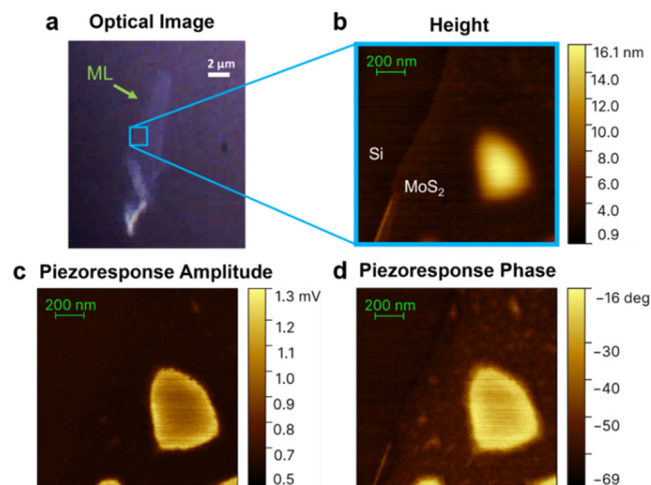 a Optical Image
ML
2 μm
b Height
200 nm
Si
MoS₂
16.1 nm
14.0
12.0
10.0
8.0
6.0
4.0
0.9
c Piezoresponse Amplitude
200 nm
1.3 mV
1.2
1.1
1.0
0.9
0.8
0.7
0.5
d Piezoresponse Phase
200 nm
−16 deg
−30
−40
−50
−69